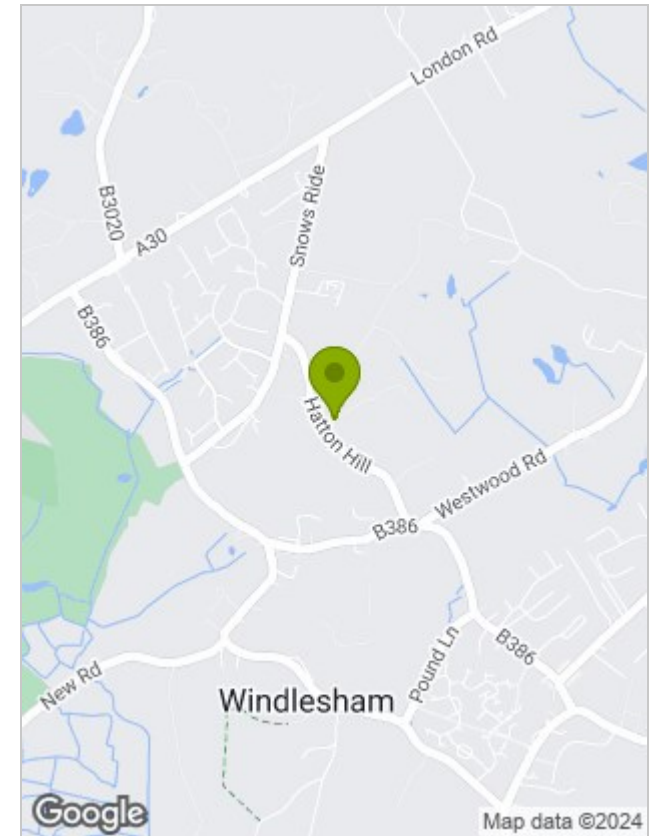 London Rd
Snows Ride
B3020
A30
B386
Hatton Hill
Westwood Rd
B386
B386
Pound Ln
New Rd
Windlesham
Google
Map data ©2024